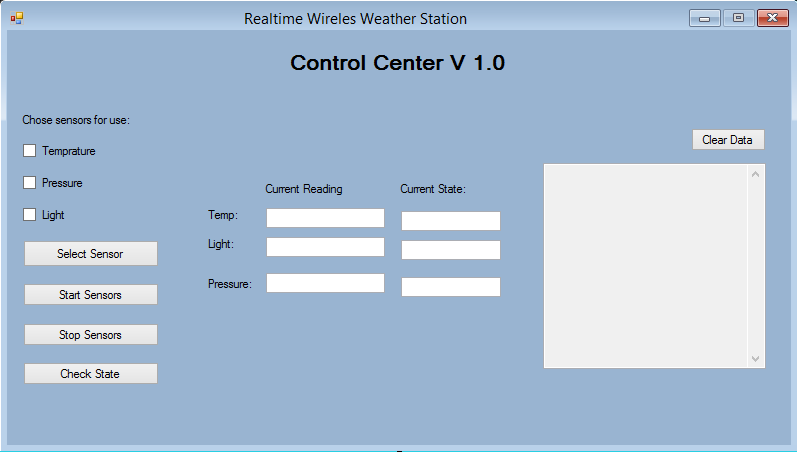 Realtime Wireles Weather Station
Control Center V 1.0
Chose sensors for use:
Clear Data
Temprature
Pressure
Current Reading Current State:
Light
Temp:
Light:
Select Sensor
Pressure:
Start Sensors
Stop Sensors
Check State